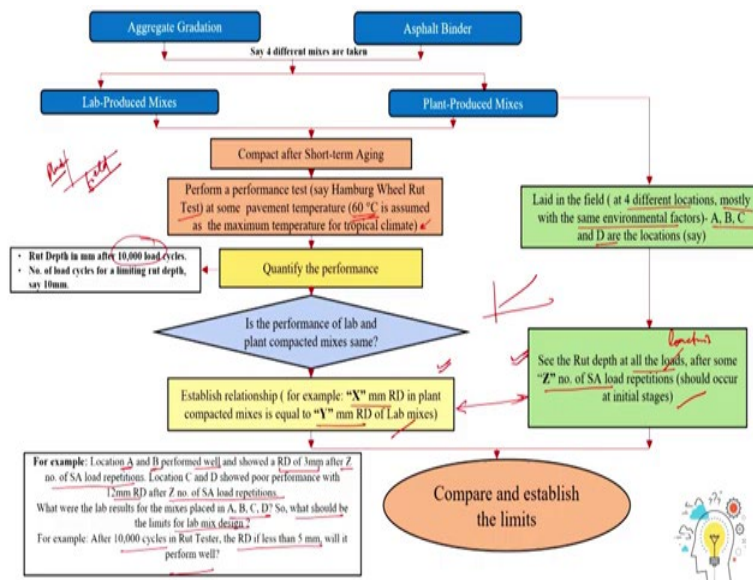 Aggregate Gradation
Asphalt Binder
Say 4 different mixes are taken
Lab-Produced Mixes
Plant-Produced Mixes
Compact after Short-term Aging
Field
Perform a performance test (say Hamburg Wheel Rut
Test) at some pavement temperature (60 °C is assumed
as the maximum temperature for tropical climate)
Laid in the field ( at 4 different locations, mostly
with the same environmental factors)- A, B, C
and D are the locations (say)
• Rut Depth in mm after 10,000 load cycles.
• No. of load cycles for a limiting rut depth,
say 10mm.
Quantify the performance
Is the performance of lab and
plant compacted mixes same?
See the Rut depth at all the loads, after some
"Z" no. of SA load repetitions (should occur
at initial stages)
Establish relationship ( for example: "X" mm RD in plant
compacted mixes is equal to "Y" mm RD of Lab mixes)
For example: Location A and B performed well and showed a RD of 3mm after Z
no. of SA load repetitions. Location C and D showed poor performance with
12mm RD after Z no. of SA load repetitions.
What were the lab results for the mixes placed in A, B, C, D? So, what should be
the limits for lab mix design ?
For example: After 10,000 cycles in Rut Tester, the RD if less than 5 mm, will it
perform well?
Compare and establish
the limits